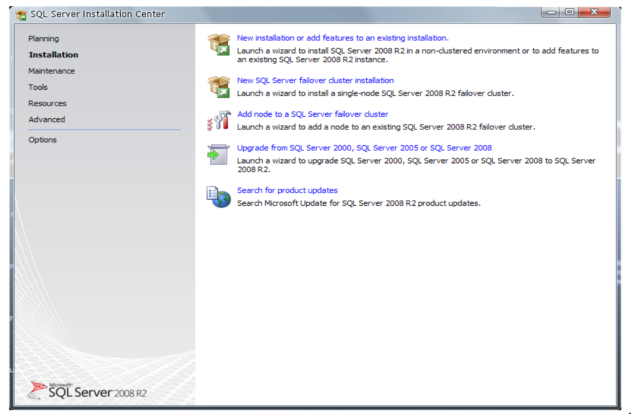 SQL Server Installation Center
Planning
Installation
Maintenance
Tools
Resources
Advanced
Options
New installation or add features to an existing installation.
Launch a wizard to install SQL Server 2008 R2 in a non-clustered environment or to add features to
an existing SQL Server 2008 R2 instance.
New SQL Server failover cluster installation
Launch a wizard to install a single-node SQL Server 2008 R2 failover cluster.
Add node to a SQL Server failover cluster
Launch a wizard to add a node to an existing SQL Server 2008 R2 failover cluster.
Upgrade from SQL Server 2000, SQL Server 2005 or SQL Server 2008
Launch a wizard to upgrade SQL Server 2000, SQL Server 2005 or SQL Server 2008 to SQL Server
2008 R2.
Search for product updates
Search Microsoft Update for SQL Server 2008 R2 product updates.
Microsoft
SQL Server 2008 R2